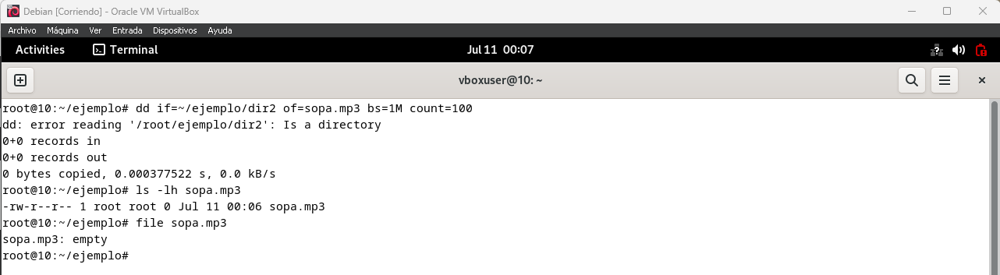 Debian [Corriendo] - Oracle VM VirtualBox
Archivo Máquina Ver Entrada Dispositivos Ayuda
Activities Terminal Jul 11 00:07
vboxuser@10: ~
root@10:~/ejemplo# dd if=~/ejemplo/dir2 of=sopa.mp3 bs=1M count=100
dd: error reading '/root/ejemplo/dir2': Is a directory
0+0 records in
0+0 records out
0 bytes copied, 0.000377522 s, 0.0 kB/s
root@10:~/ejemplo# ls -lh sopa.mp3
-rw-r--r-- 1 root root 0 Jul 11 00:06 sopa.mp3
root@10:~/ejemplo# file sopa.mp3
sopa.mp3: empty
root@10:~/ejemplo#